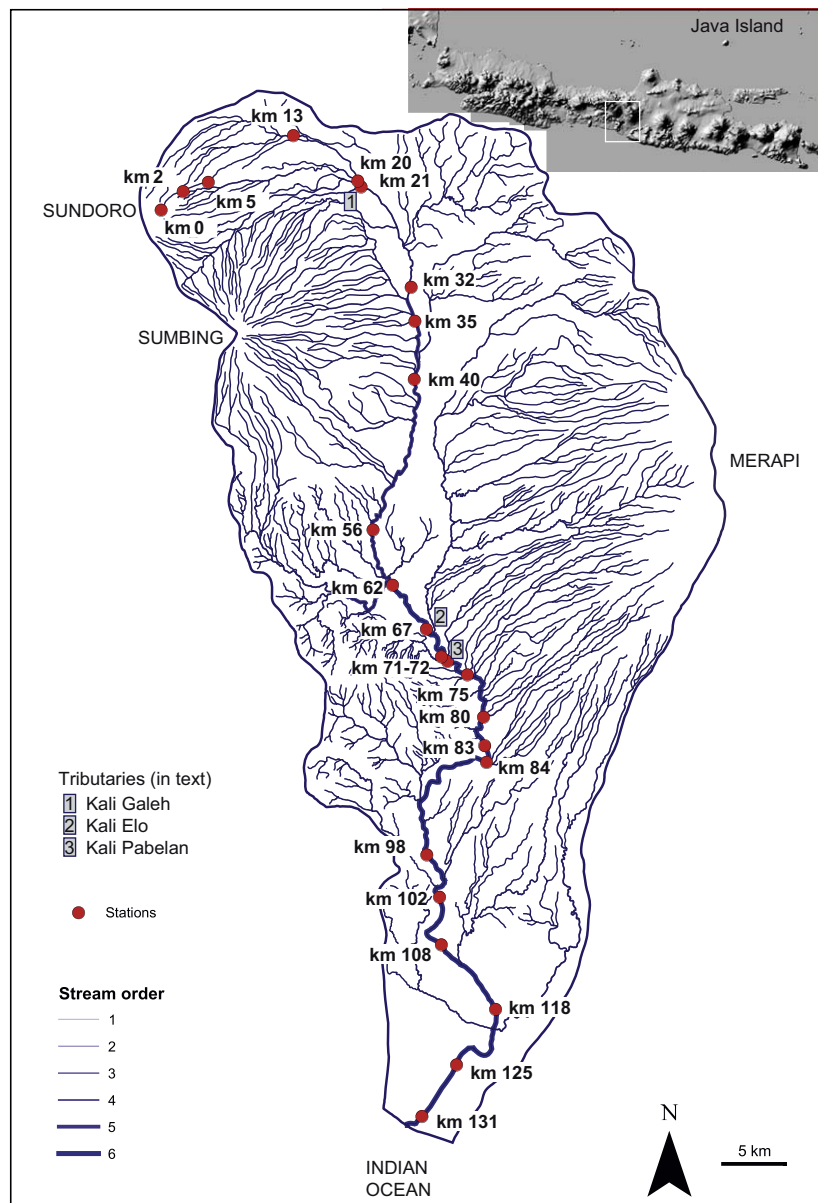 Java Island
km 13
km 20
km 2
km 21
km 5
1
SUNDORO
km 0
km 32
km 35
SUMBING
km 40
MERAPI
km 56
km 62
2
km 67
3
km 71-72
km 75
km 80
km 83
km 84
Tributaries (in text)
1 Kali Galeh
2 Kali Elo
3 Kali Pabelan
km 98
km 102
Stations
km 108
Stream order
km 118
1
2
3
km 125
4
5
km 131
6
N
5 km
INDIAN
OCEAN